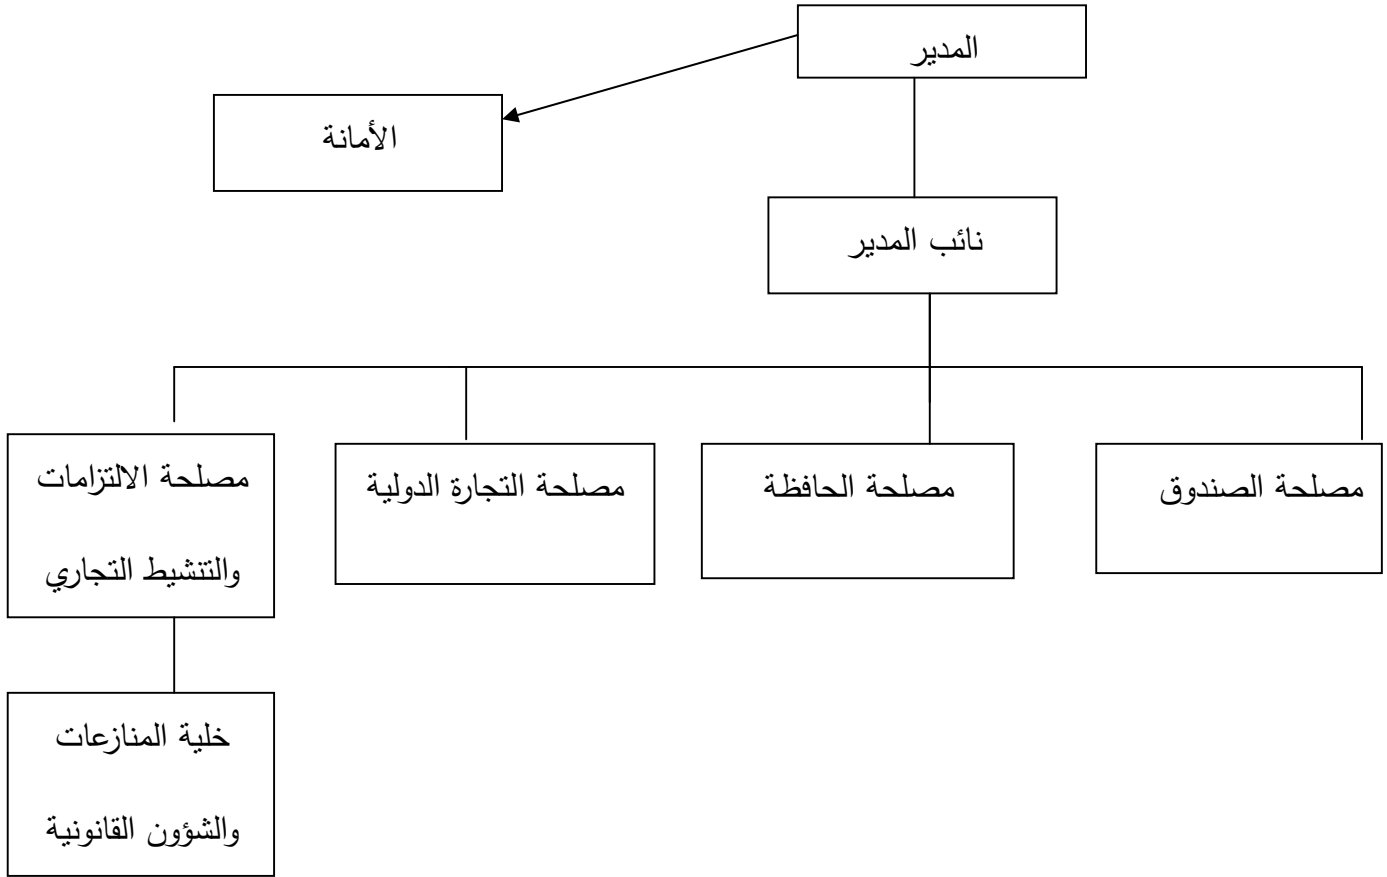 المدير
الأمانة
نائب المدير
مصلحة الصندوق
مصلحة الحافظة
مصلحة التجارة الدولية
مصلحة الالتزامات
والتنشيط التجاري
خلية المنازعات
والشؤون القانونية